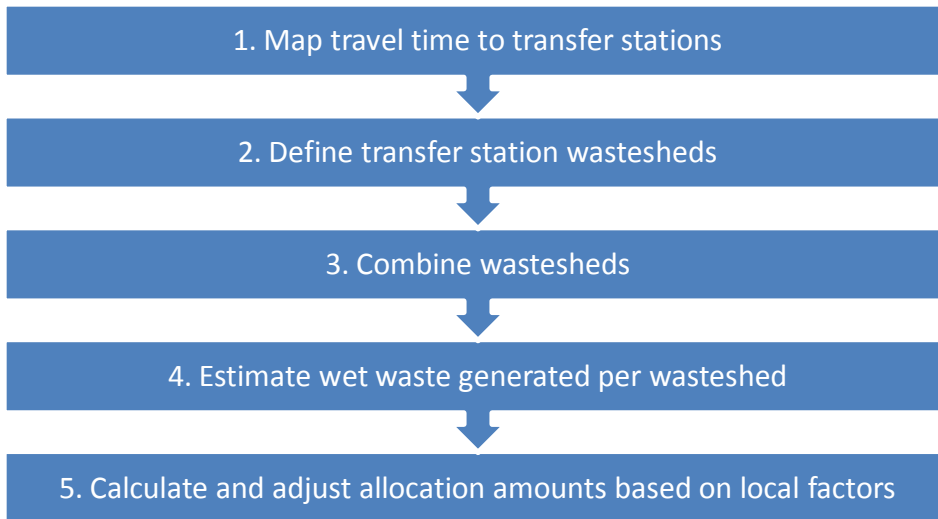 1. Map travel time to transfer stations
2. Define transfer station wastesheds
3. Combine wastesheds
4. Estimate wet waste generated per wasteshed
5. Calculate and adjust allocation amounts based on local factors